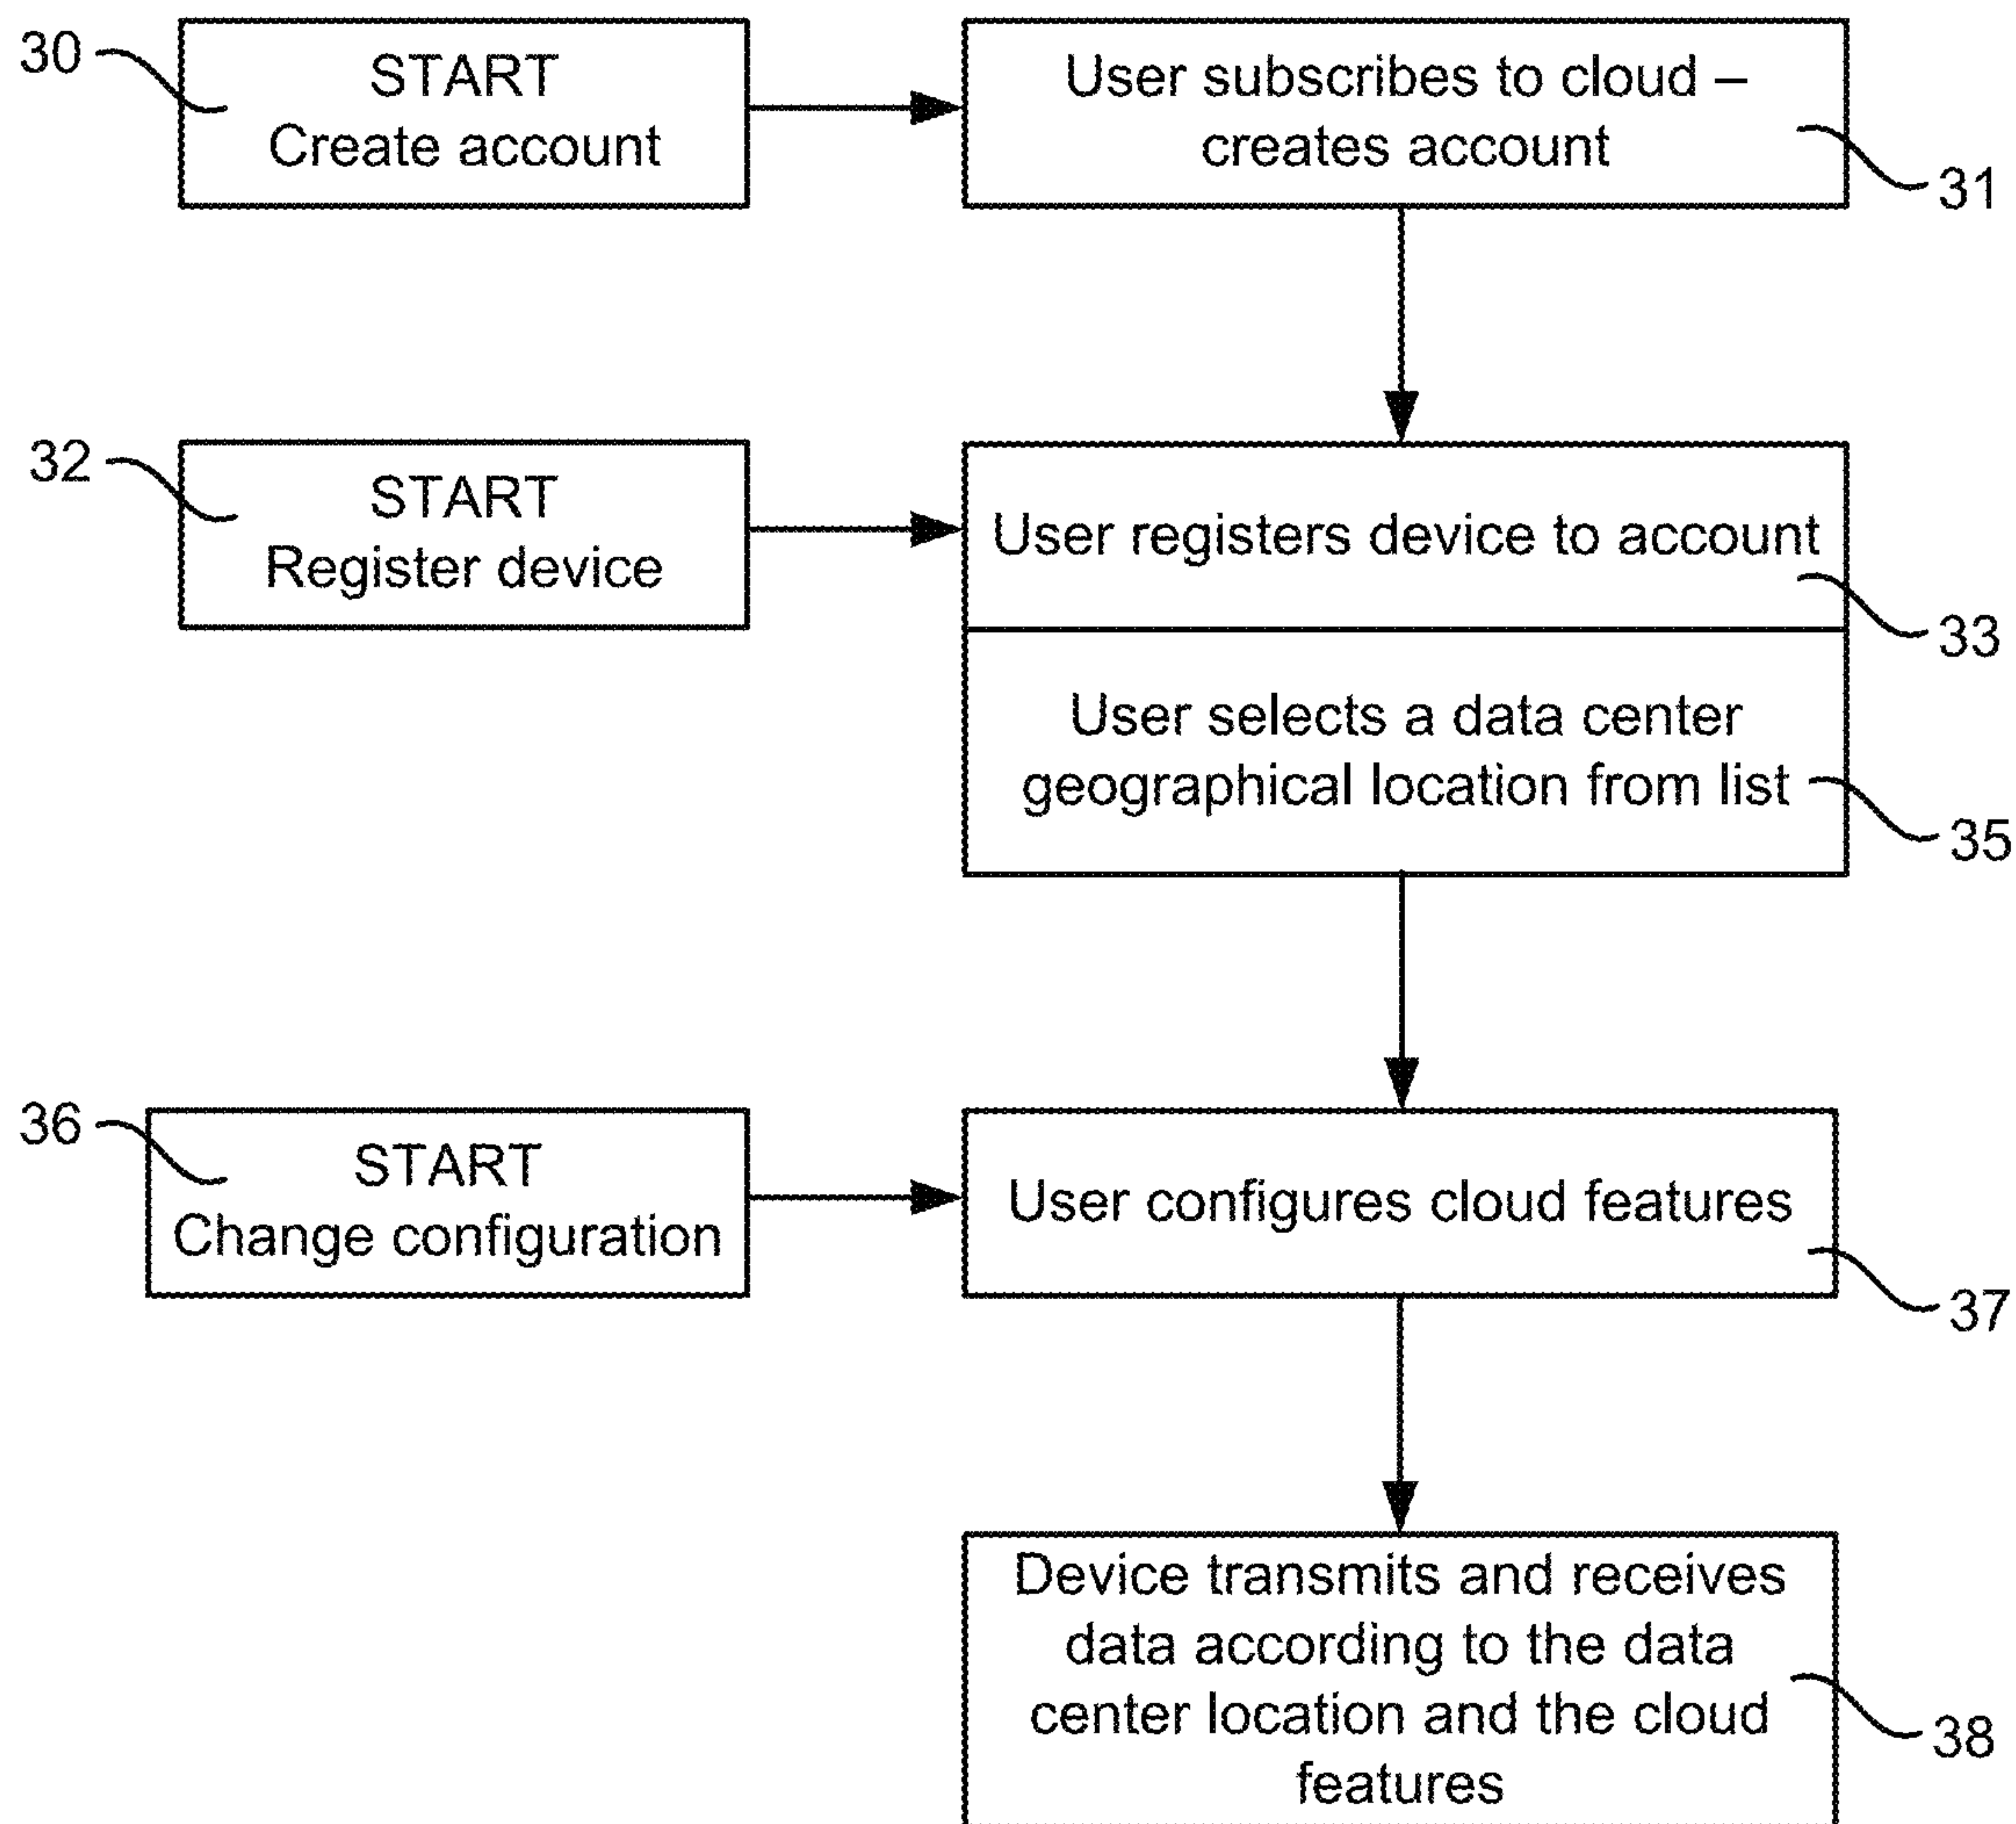 30
START
Create account
User subscribes to cloud –
creates account
31
32
START
Register device
User registers device to account
33
User selects a data center
geographical location from list
35
36
START
Change configuration
User configures cloud features
37
Device transmits and receives
data according to the data
center location and the cloud
features
38